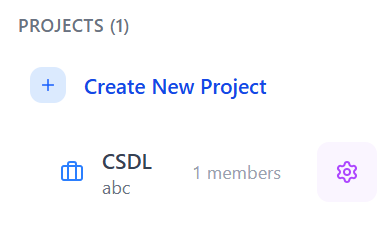 PROJECTS (1)
Create New Project
CSDL
abc
1 members